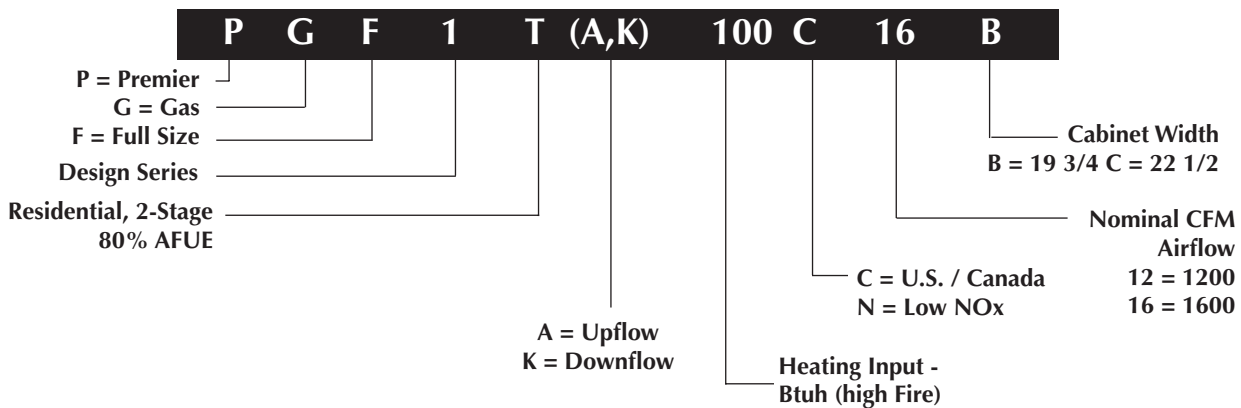 P G F 1 T (A,K) 100 C 16 B
P = Premier
G = Gas
F = Full Size
Design Series
Residential, 2-Stage
80% AFUE
A = Upflow
K = Downflow
Heating Input -
Btuh (high Fire)
C = U.S. / Canada
N = Low NOx
Nominal CFM
Airflow
12 = 1200
16 = 1600
Cabinet Width
B = 19 3/4 C = 22 1/2